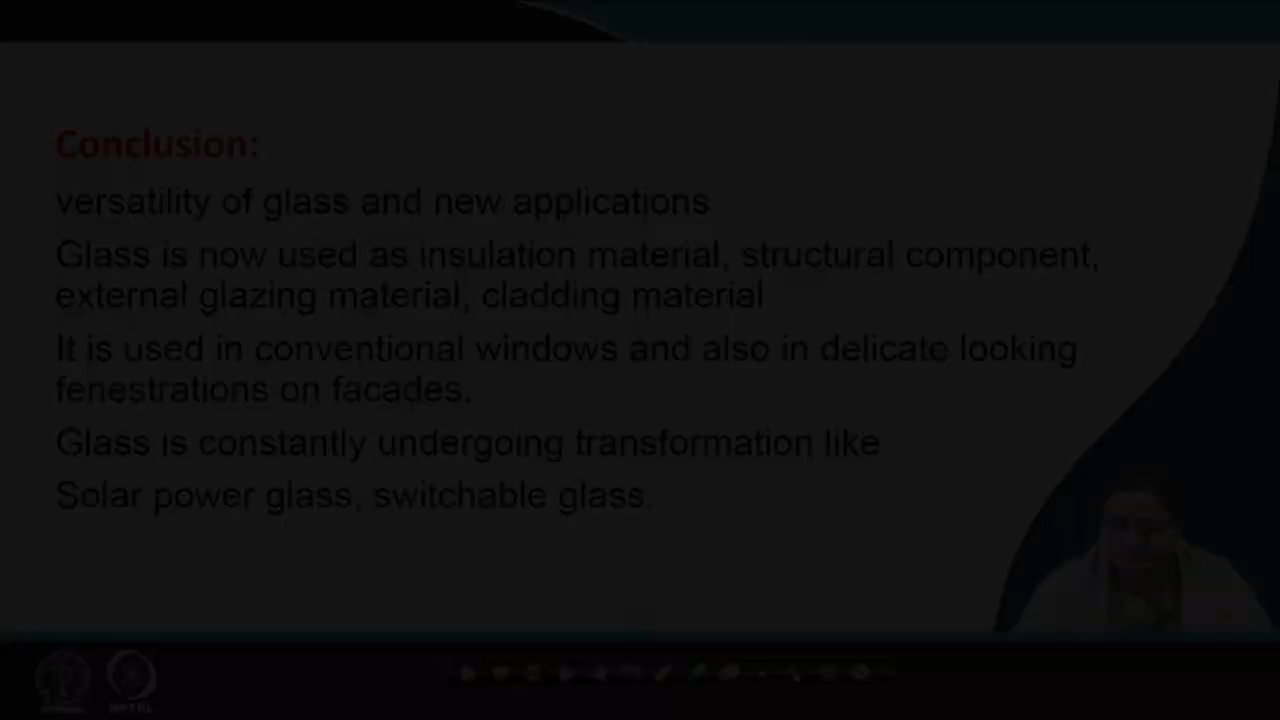 Conclusion:
versatility of glass and new applications
Glass is now used as insulation material, structural component,
external glazing material, cladding material
It is used in conventional windows and also in delicate looking
fenestrations on facades.
Glass is constantly undergoing transformation like
Solar power glass, switchable glass.
NPTEL